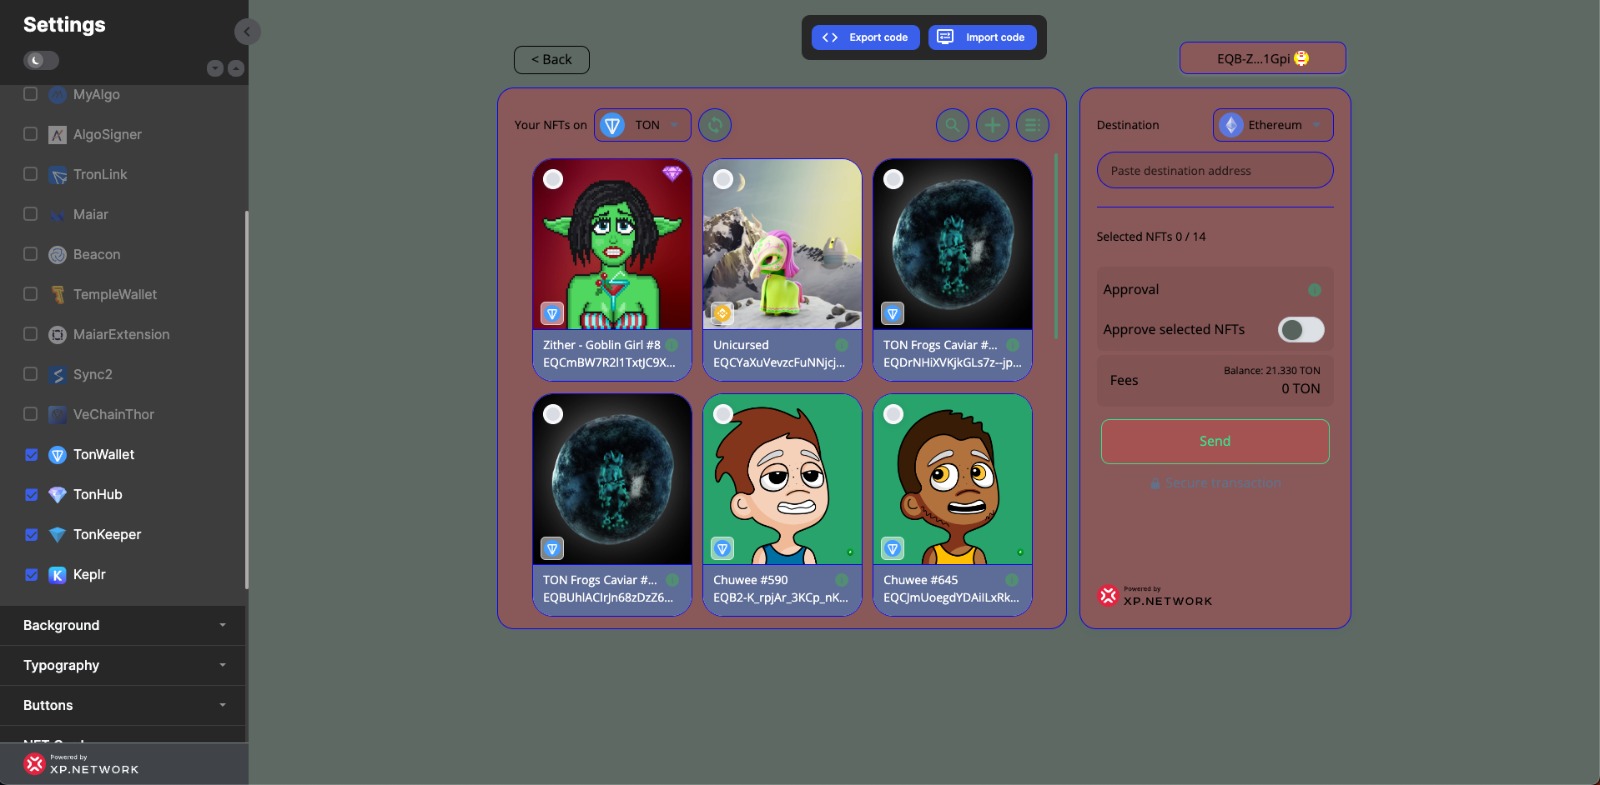 Settings
MyAlgo
AlgoSigner
TronLink
Maiar
Beacon
TempleWallet
MaiarExtension
Sync2
VeChainThor
TonWallet
TonHub
TonKeeper
Keplr
Background
Typography
Buttons
Powered by
XP.NETWORK
Export code
Import code
< Back
EQB-Z...1Gpi
Your NFTs on
TON
Zither - Goblin Girl #8
EQCmBW7R2l1TxtJC9X...
Unicursed
EQCYaXuVevzcFuNNjcj...
TON Frogs Caviar #...
EQDrNHiXVKjkGLs7z--jp...
TON Frogs Caviar #...
EQBUhlACIrJn68zDzZ6...
Chuwee #590
EQB2-K_rpjAr_3KCp_nK...
Chuwee #645
EQCJmUoegdYDAiILxRk...
Destination
Ethereum
Paste destination address
Selected NFTs 0 / 14
Approval
Approve selected NFTs
Fees
Balance: 21.330 TON
0 TON
Send
Secure transaction
Powered by
XP.NETWORK